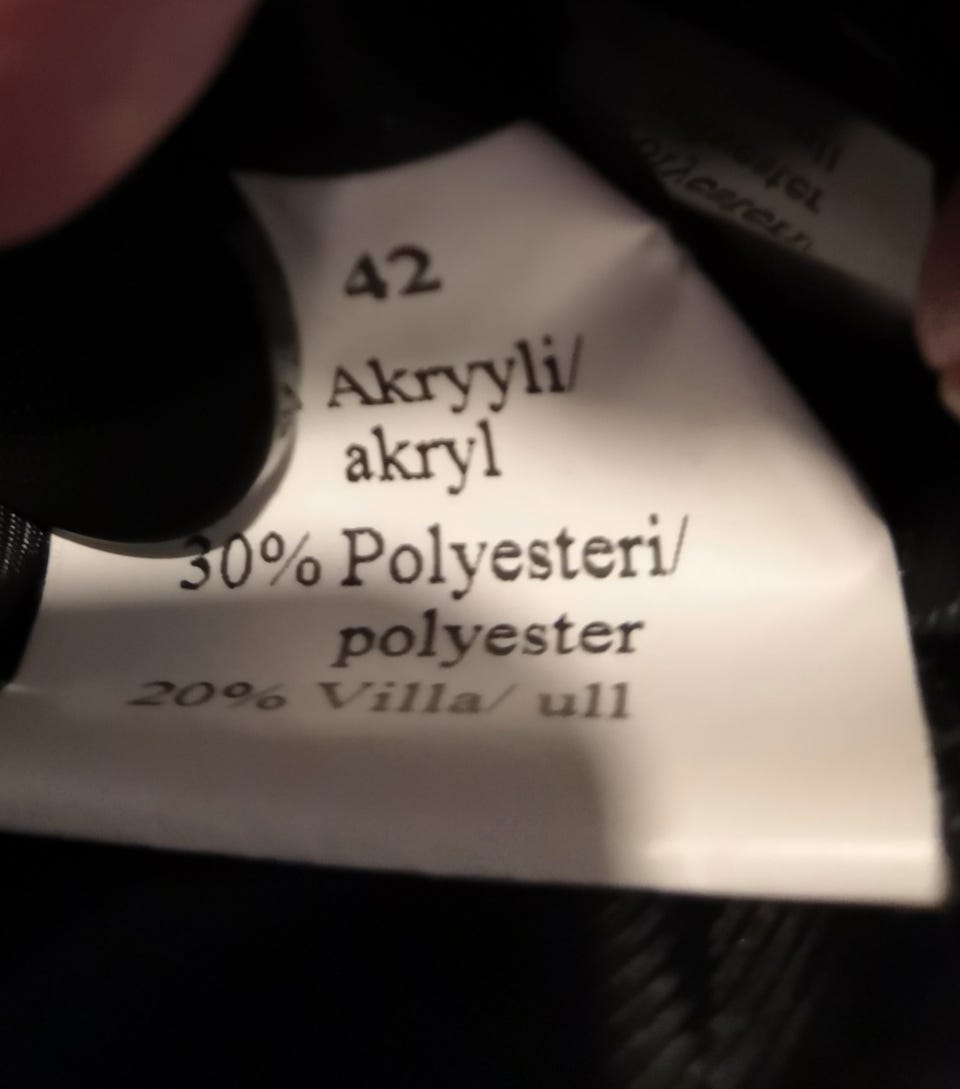 42
Akryyli/
akryl
30% Polyesteri/
polyester
20% Villa/ ull